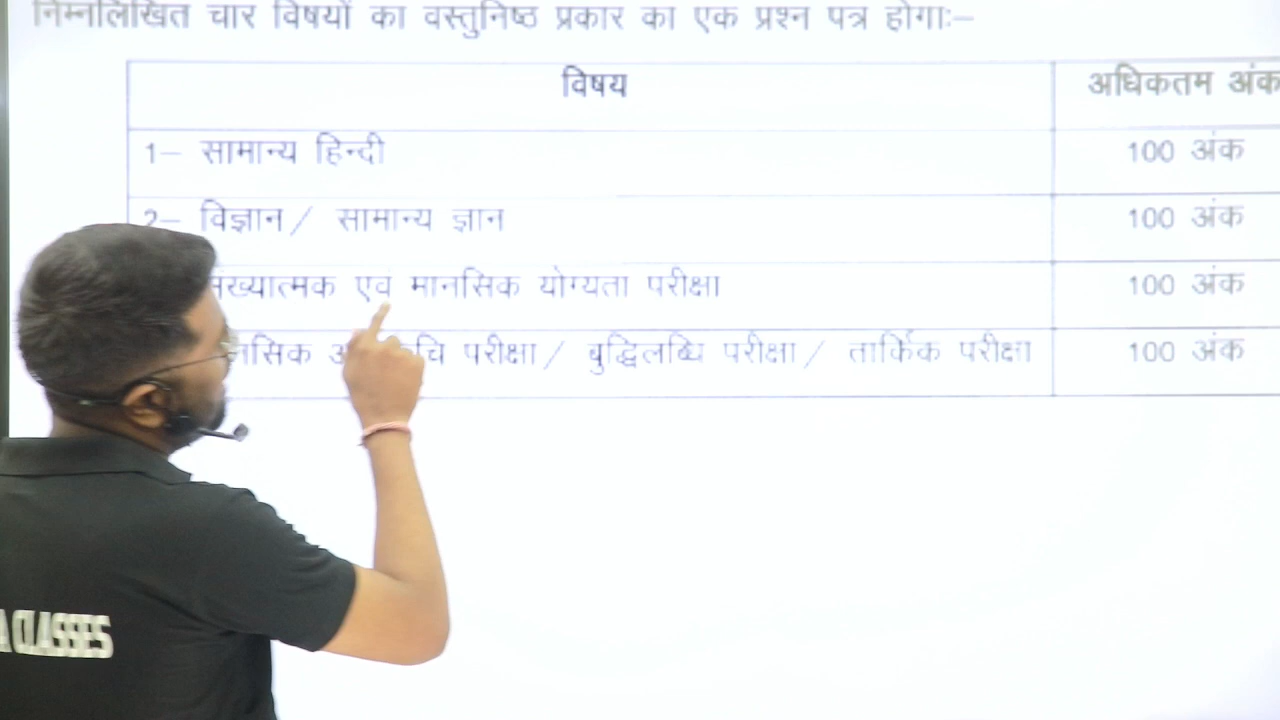 निम्नलिखित चार विषयों का वस्तुनिष्ठ प्रकार का एक प्रश्न पत्र होगाः–
विषय अधिकतम अंक
1– सामान्य हिन्दी 100 अंक
2– विज्ञान/ सामान्य ज्ञान 100 अंक
एवं मानसिक योग्यता परीक्षा 100 अंक
परीक्षा/ बुद्धिलब्धि परीक्षा/ तार्किक परीक्षा 100 अंक
CLASSES